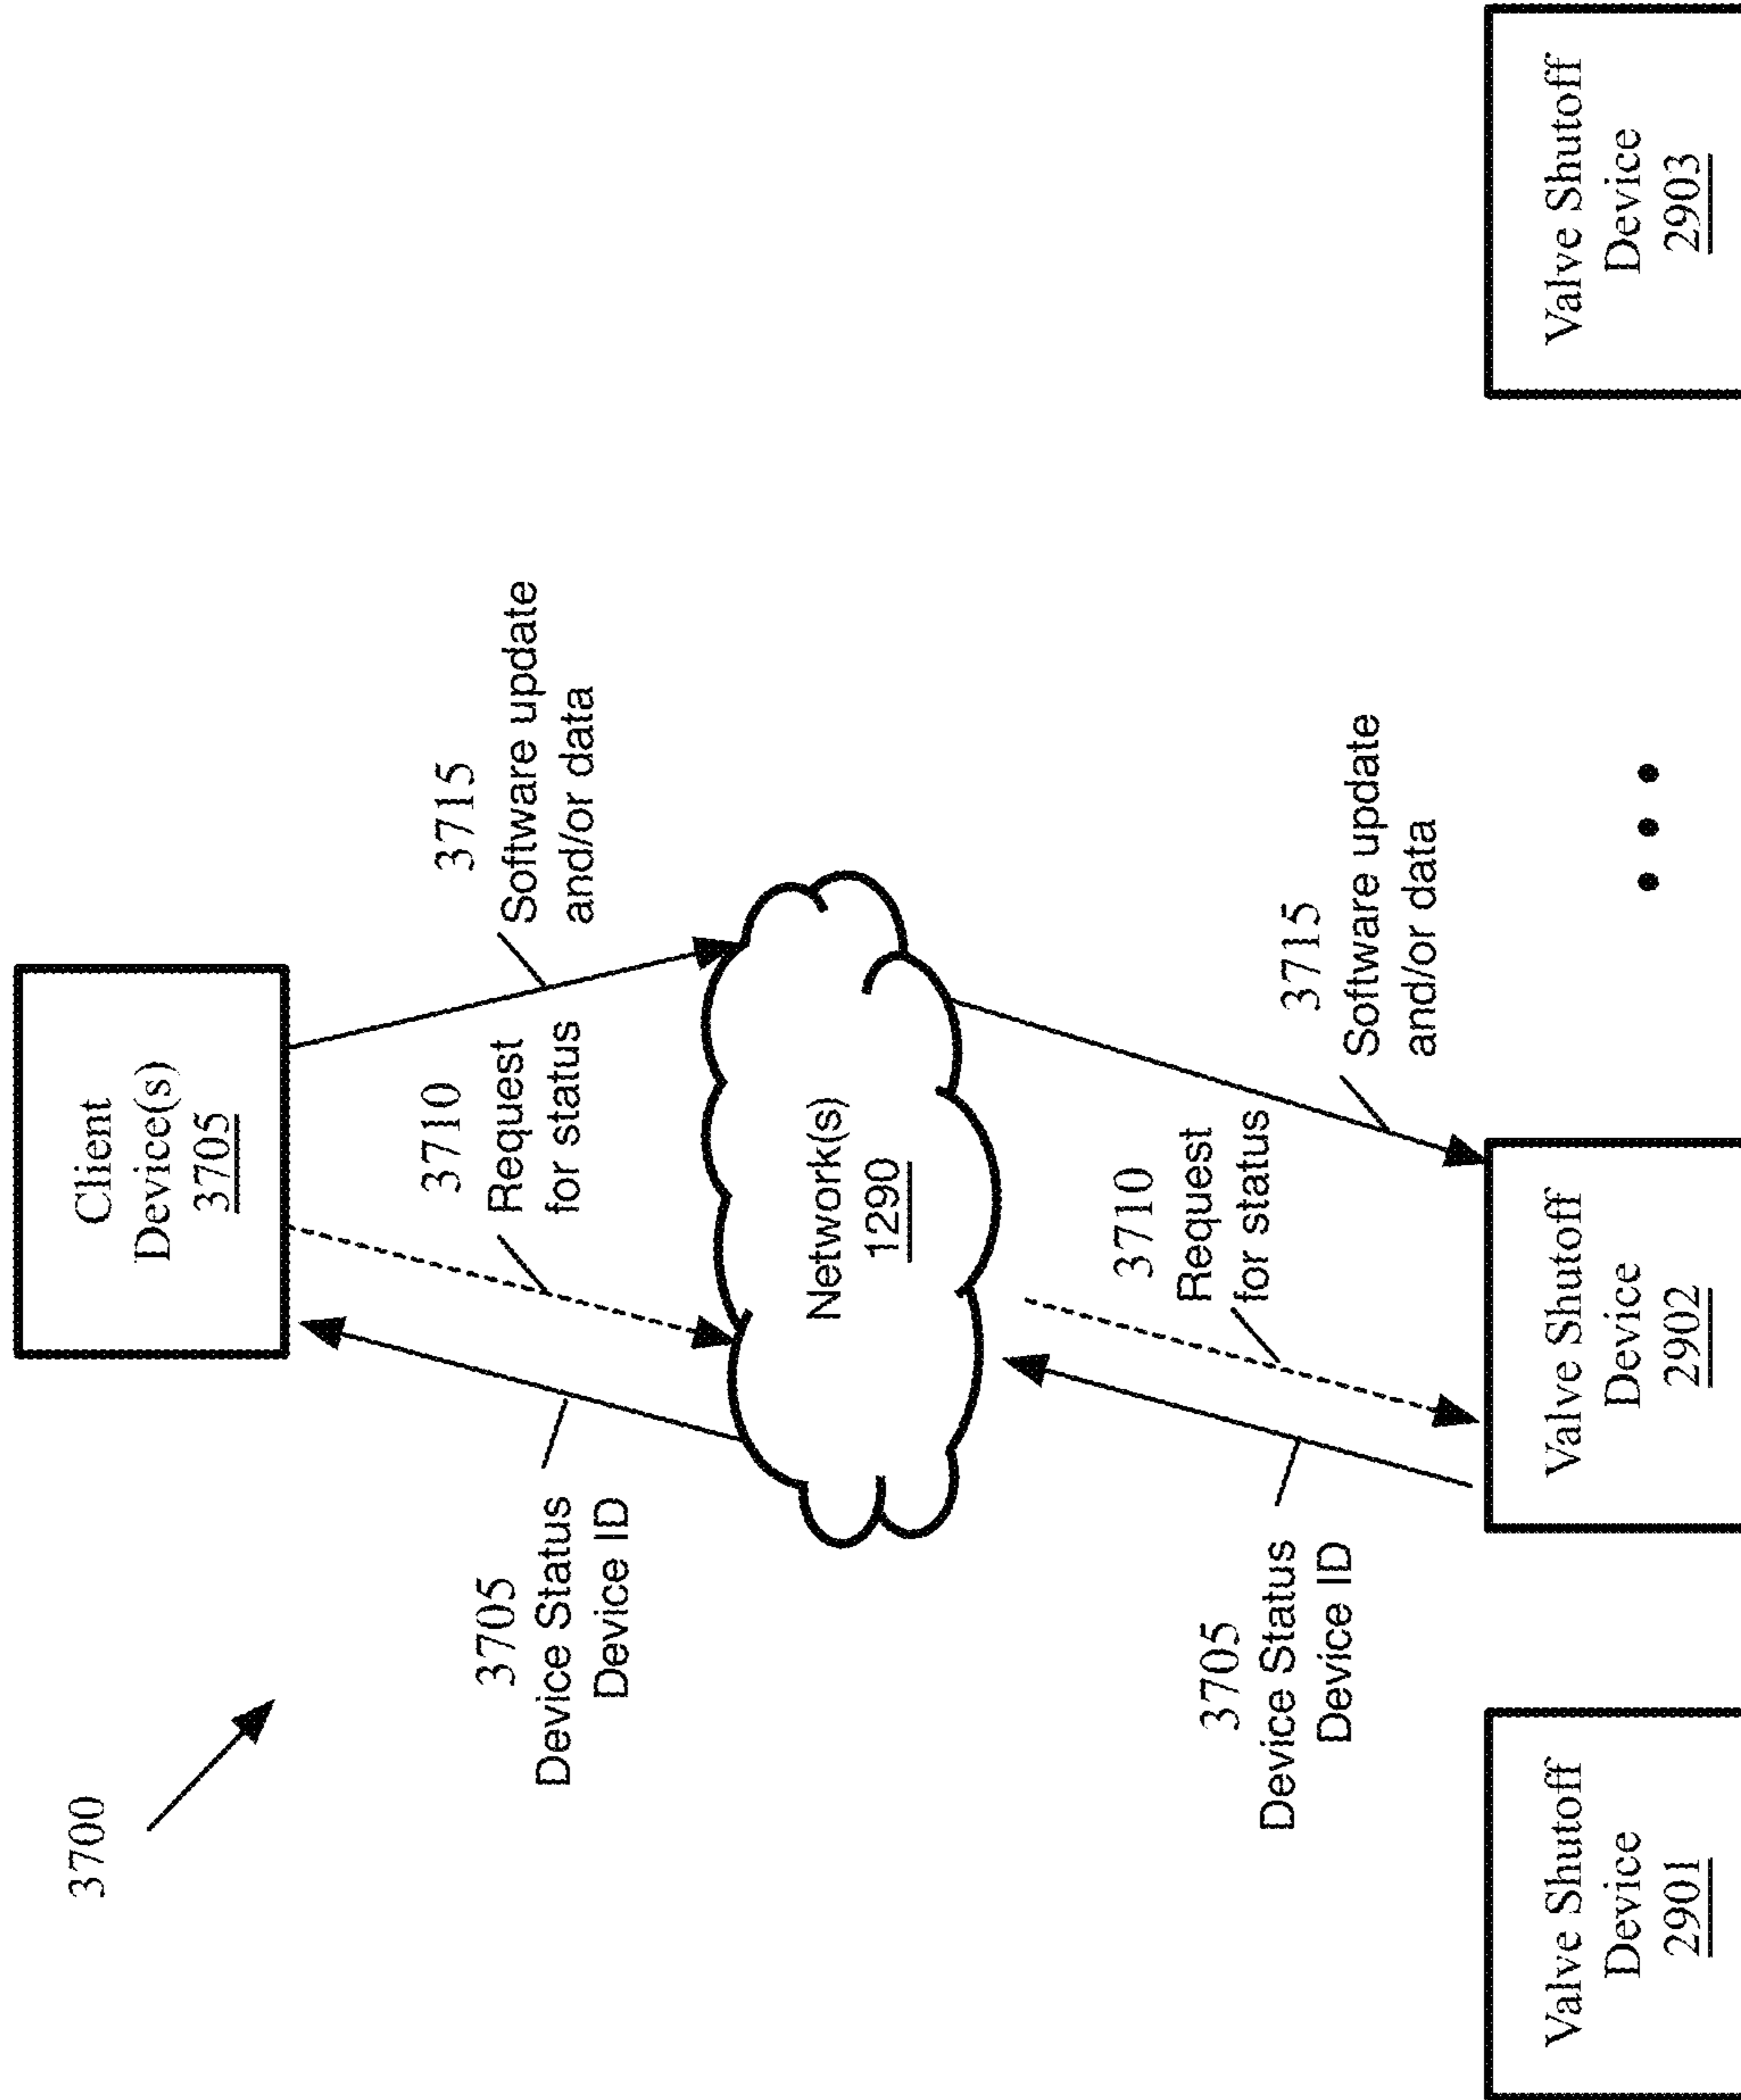 3700
Client
Device(s)
3705
3705
Device Status
Device ID
3710
Request
for status
3715
Software update
and/or data
Network(s)
1290
3705
Device Status
Device ID
3710
Request
for status
3715
Software update
and/or data
Valve Shutoff
Device
2901
Valve Shutoff
Device
2902
Valve Shutoff
Device
2903